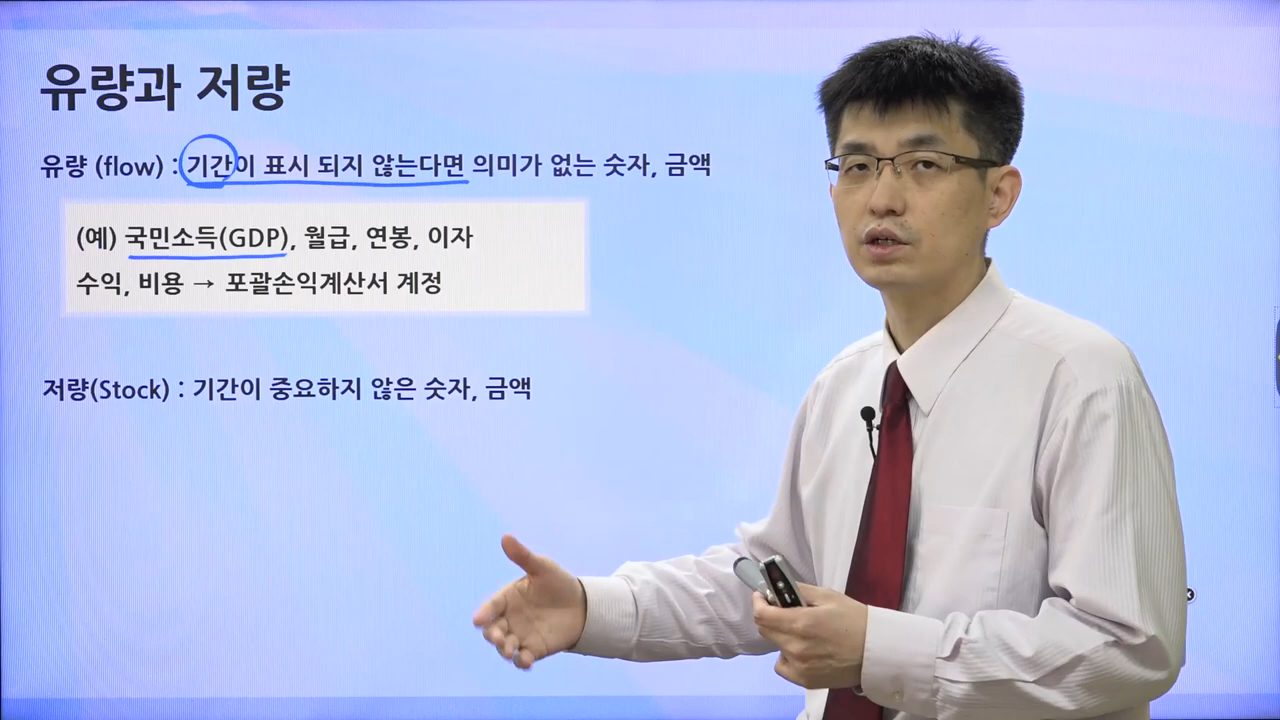 유량과 저량
유량 (flow) : 기간이 표시 되지 않는다면 의미가 없는 숫자, 금액
(예) 국민소득(GDP), 월급, 연봉, 이자
수익, 비용 → 포괄손익계산서 계정
저량(Stock) : 기간이 중요하지 않은 숫자, 금액